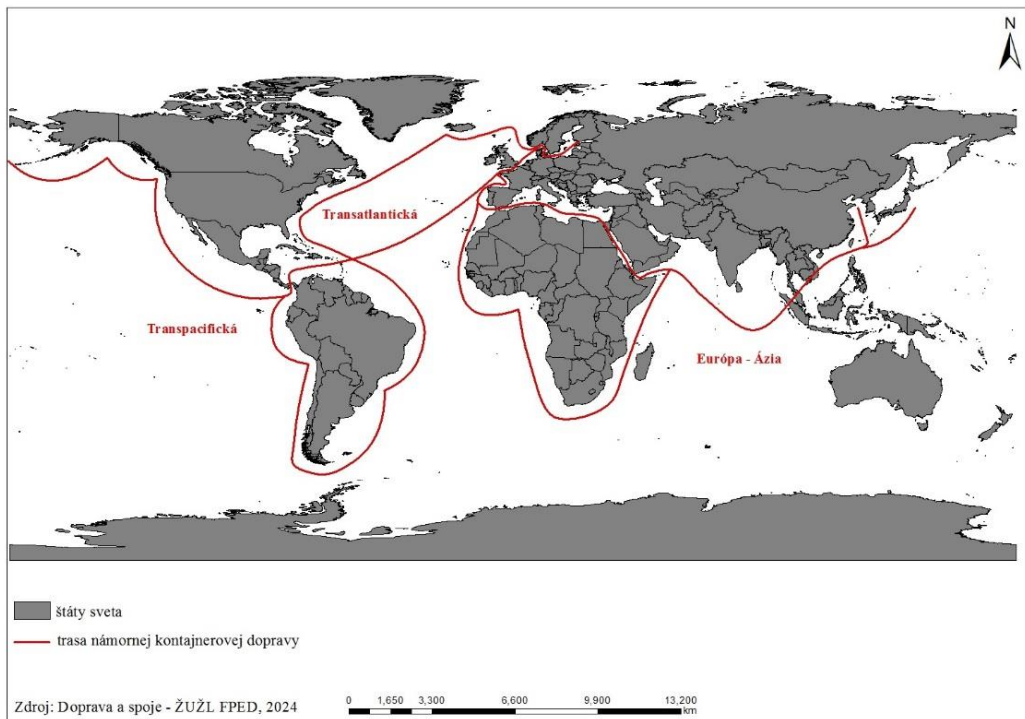 N
Transatlantická
Transpacifická
Európa - Ázia
štáty sveta
trasa námornej kontajnerovej dopravy
Zdroj: Doprava a spoje - ŽUŽL FPED, 2024
0 1,650 3,300 6,600 9,900 13,200
km